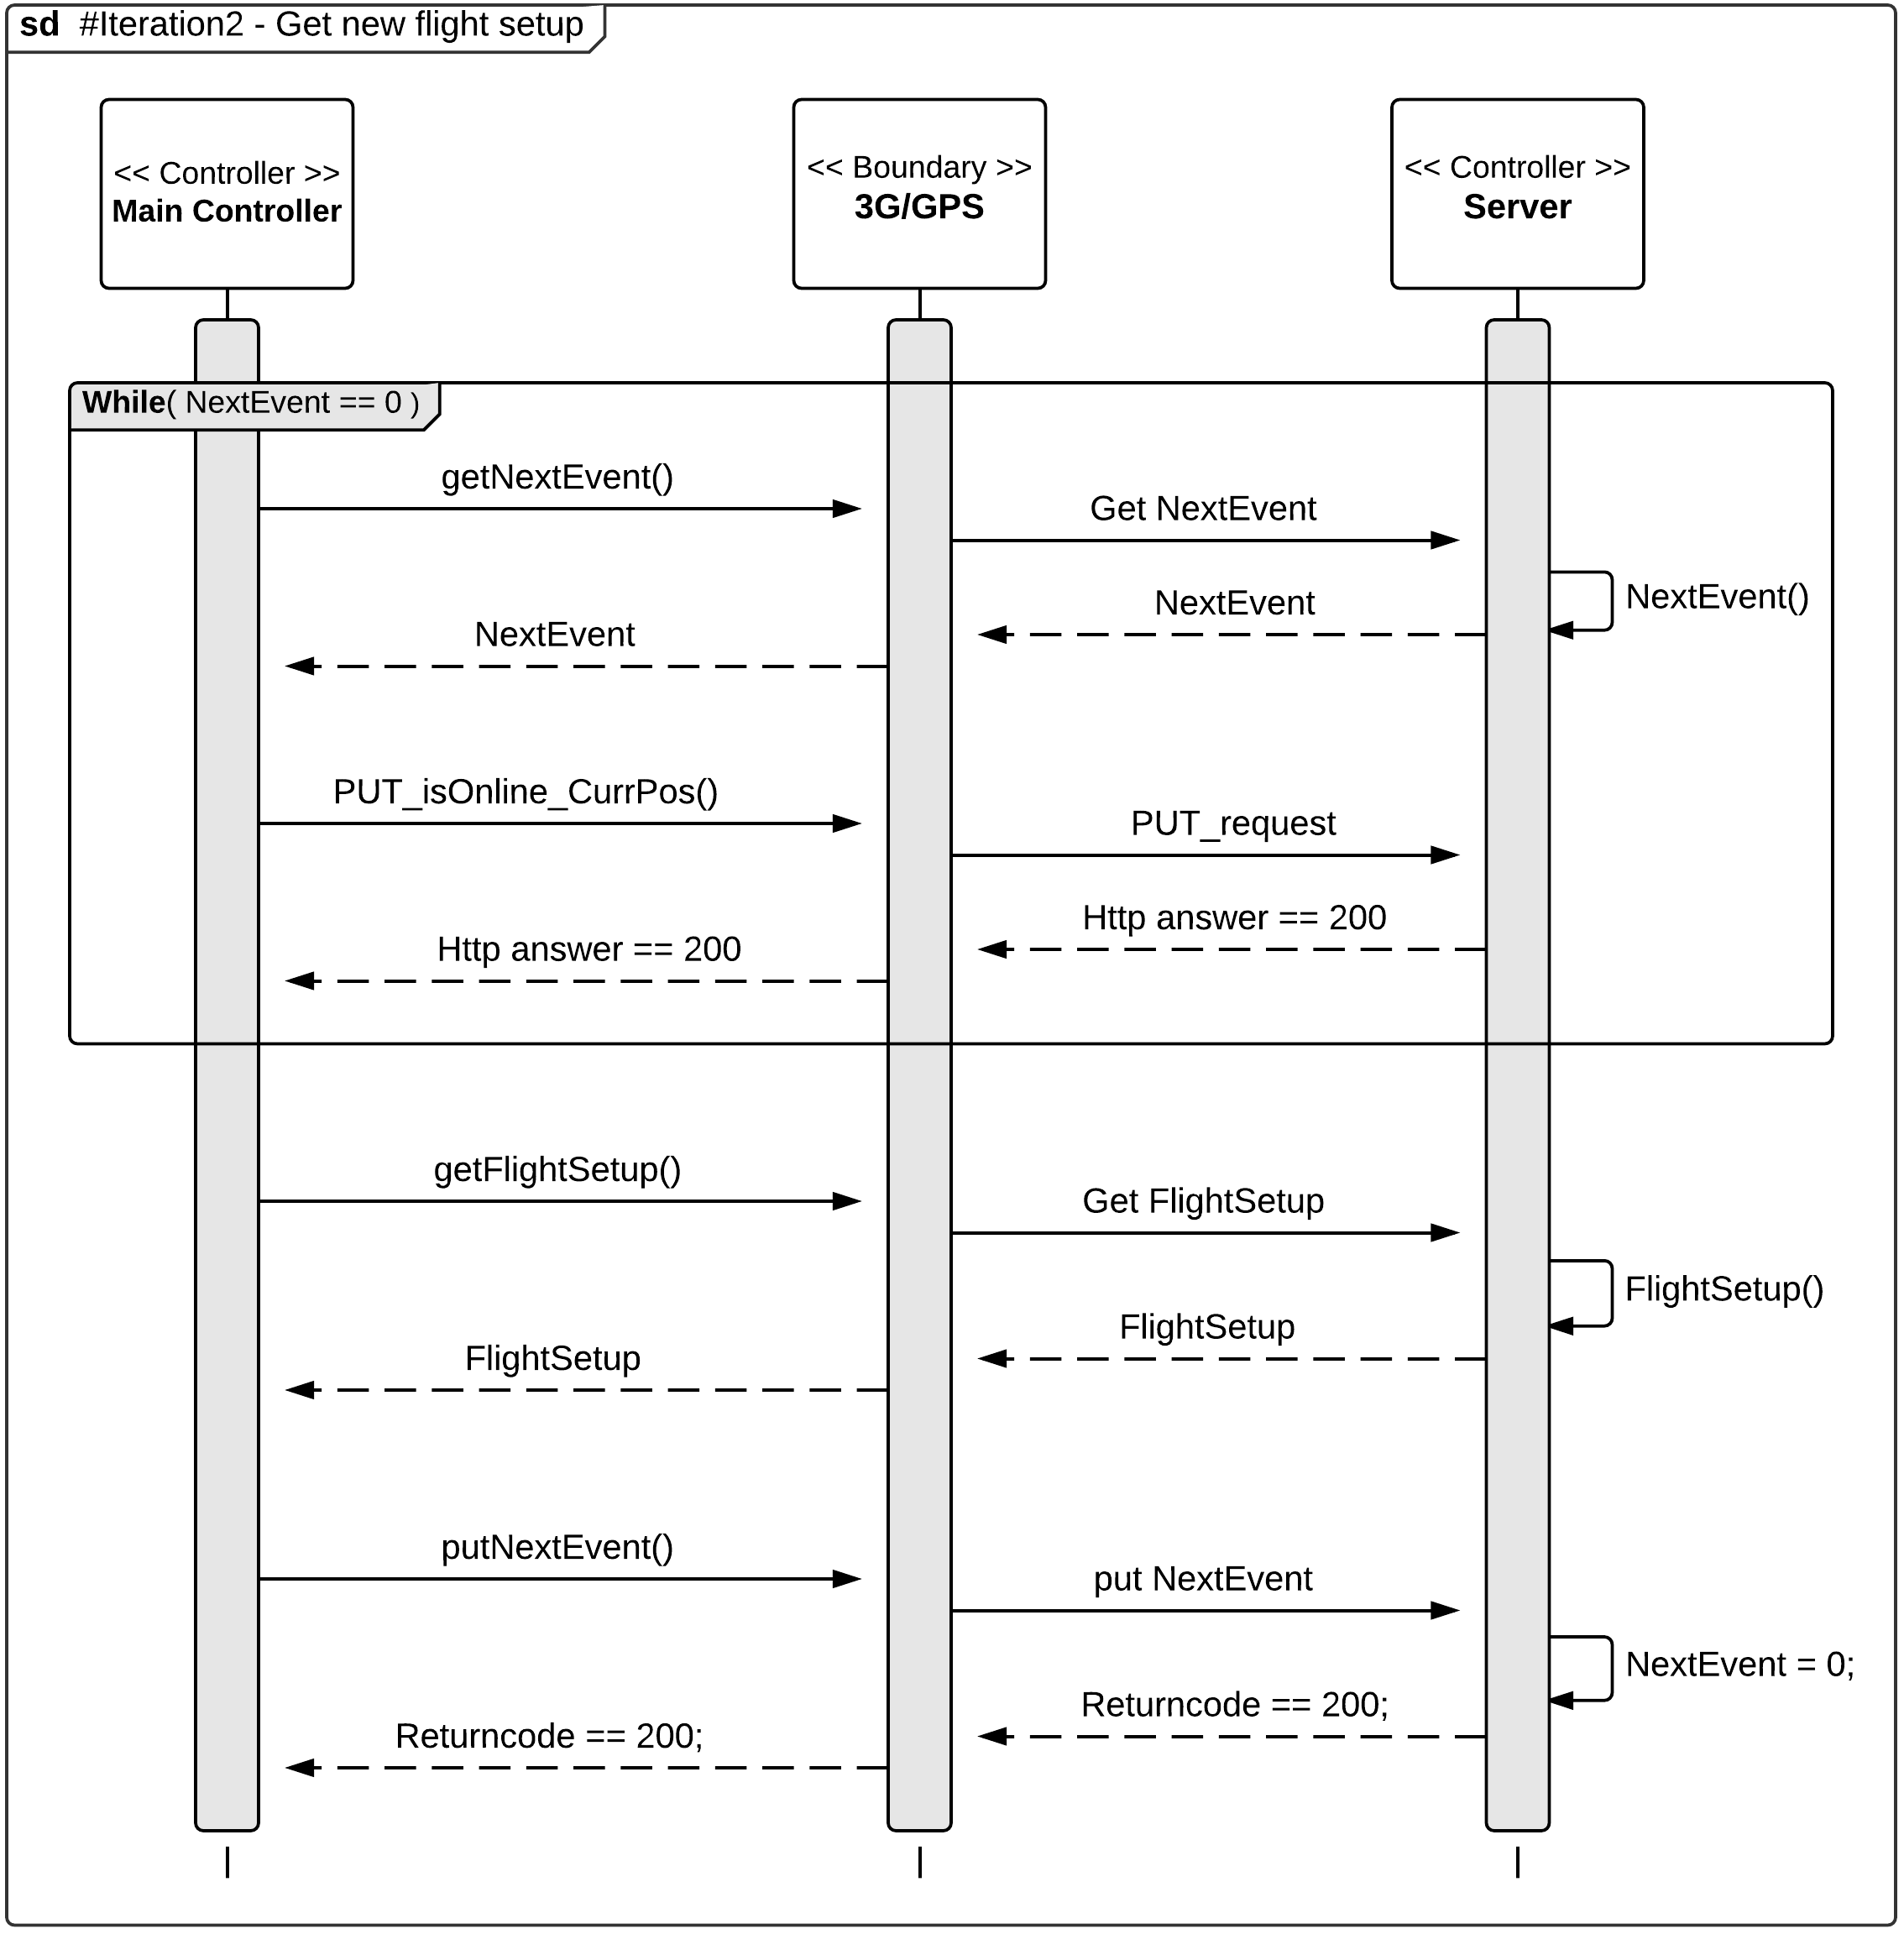 sd #Iteration2 - Get new flight setup
<< Controller >>
Main Controller
<< Boundary >>
3G/GPS
<< Controller >>
Server
While( NextEvent == 0 )
getNextEvent()
Get NextEvent
NextEvent()
NextEvent
NextEvent
PUT_isOnline_CurrPos()
PUT_request
Http answer == 200
Http answer == 200
getFlightSetup()
Get FlightSetup
FlightSetup()
FlightSetup
FlightSetup
putNextEvent()
put NextEvent
NextEvent = 0;
Returncode == 200;
Returncode == 200;